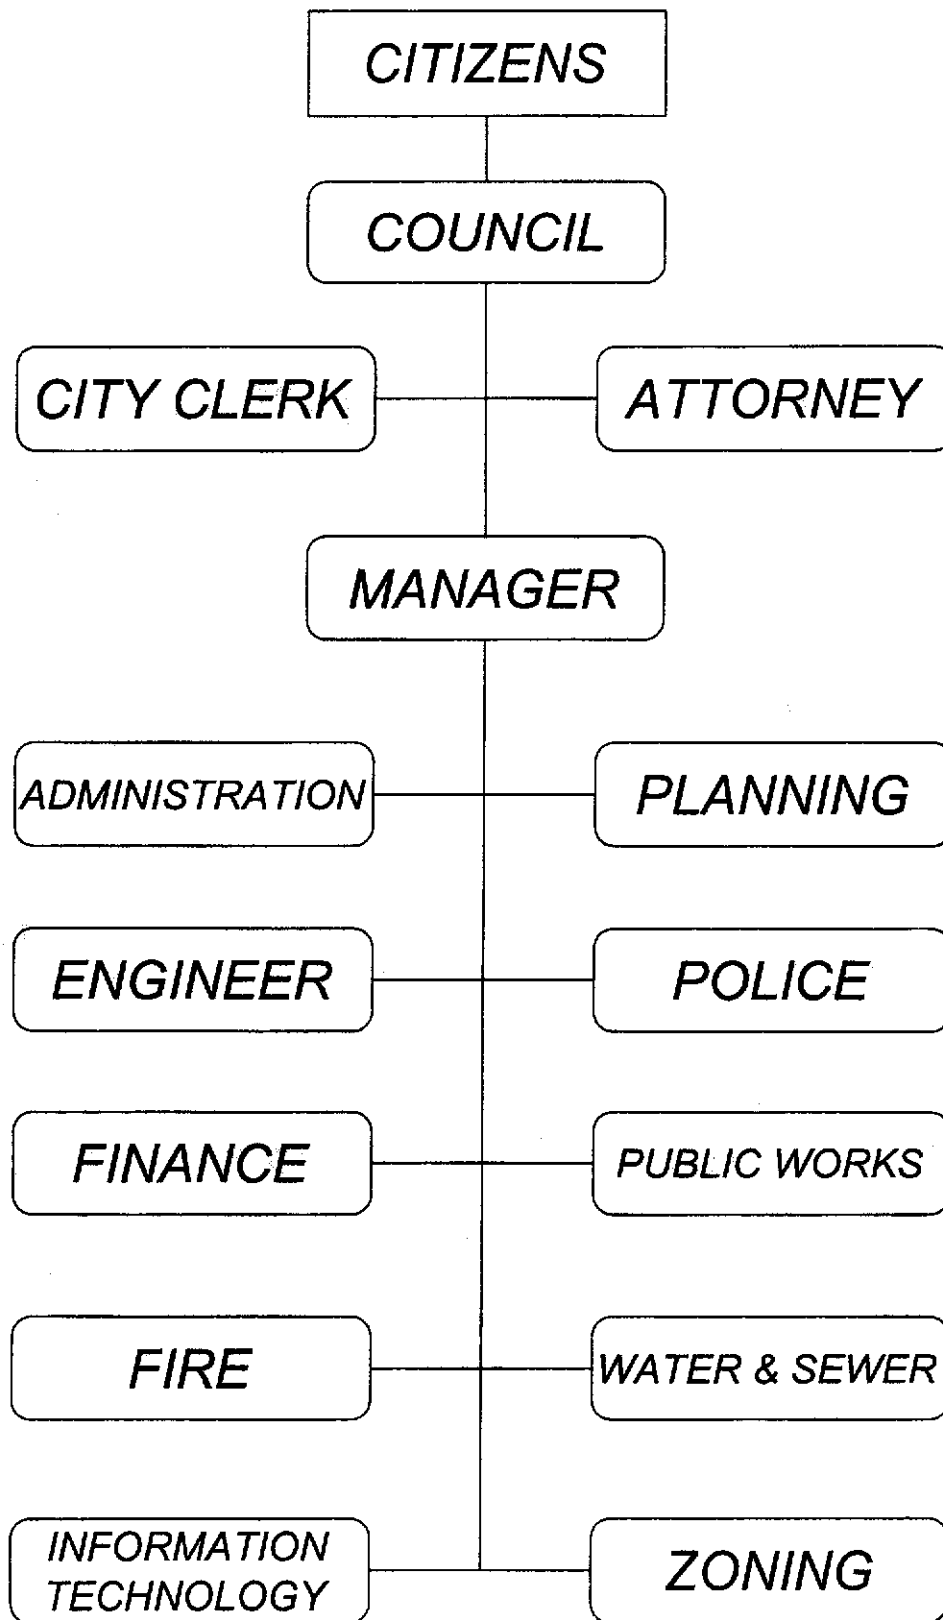 CITIZENS
COUNCIL
CITY CLERK
ATTORNEY
MANAGER
ADMINISTRATION
PLANNING
ENGINEER
POLICE
FINANCE
PUBLIC WORKS
FIRE
WATER & SEWER
INFORMATION
TECHNOLOGY
ZONING